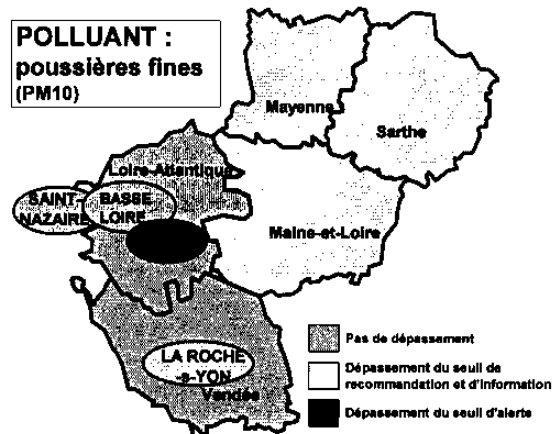 POLLUANT :
poussières fines
(PM10)
Mayenne
Sarthe
Loire-Atlantique
SAINT-
NAZAIRE
BASSE
LOIRE
Maine-et-Loire
LA ROCHE
-s-YON
Vendée
Pas de dépassement
Dépassement du seuil de
recommandation et d'information
Dépassement du seuil d'alerte